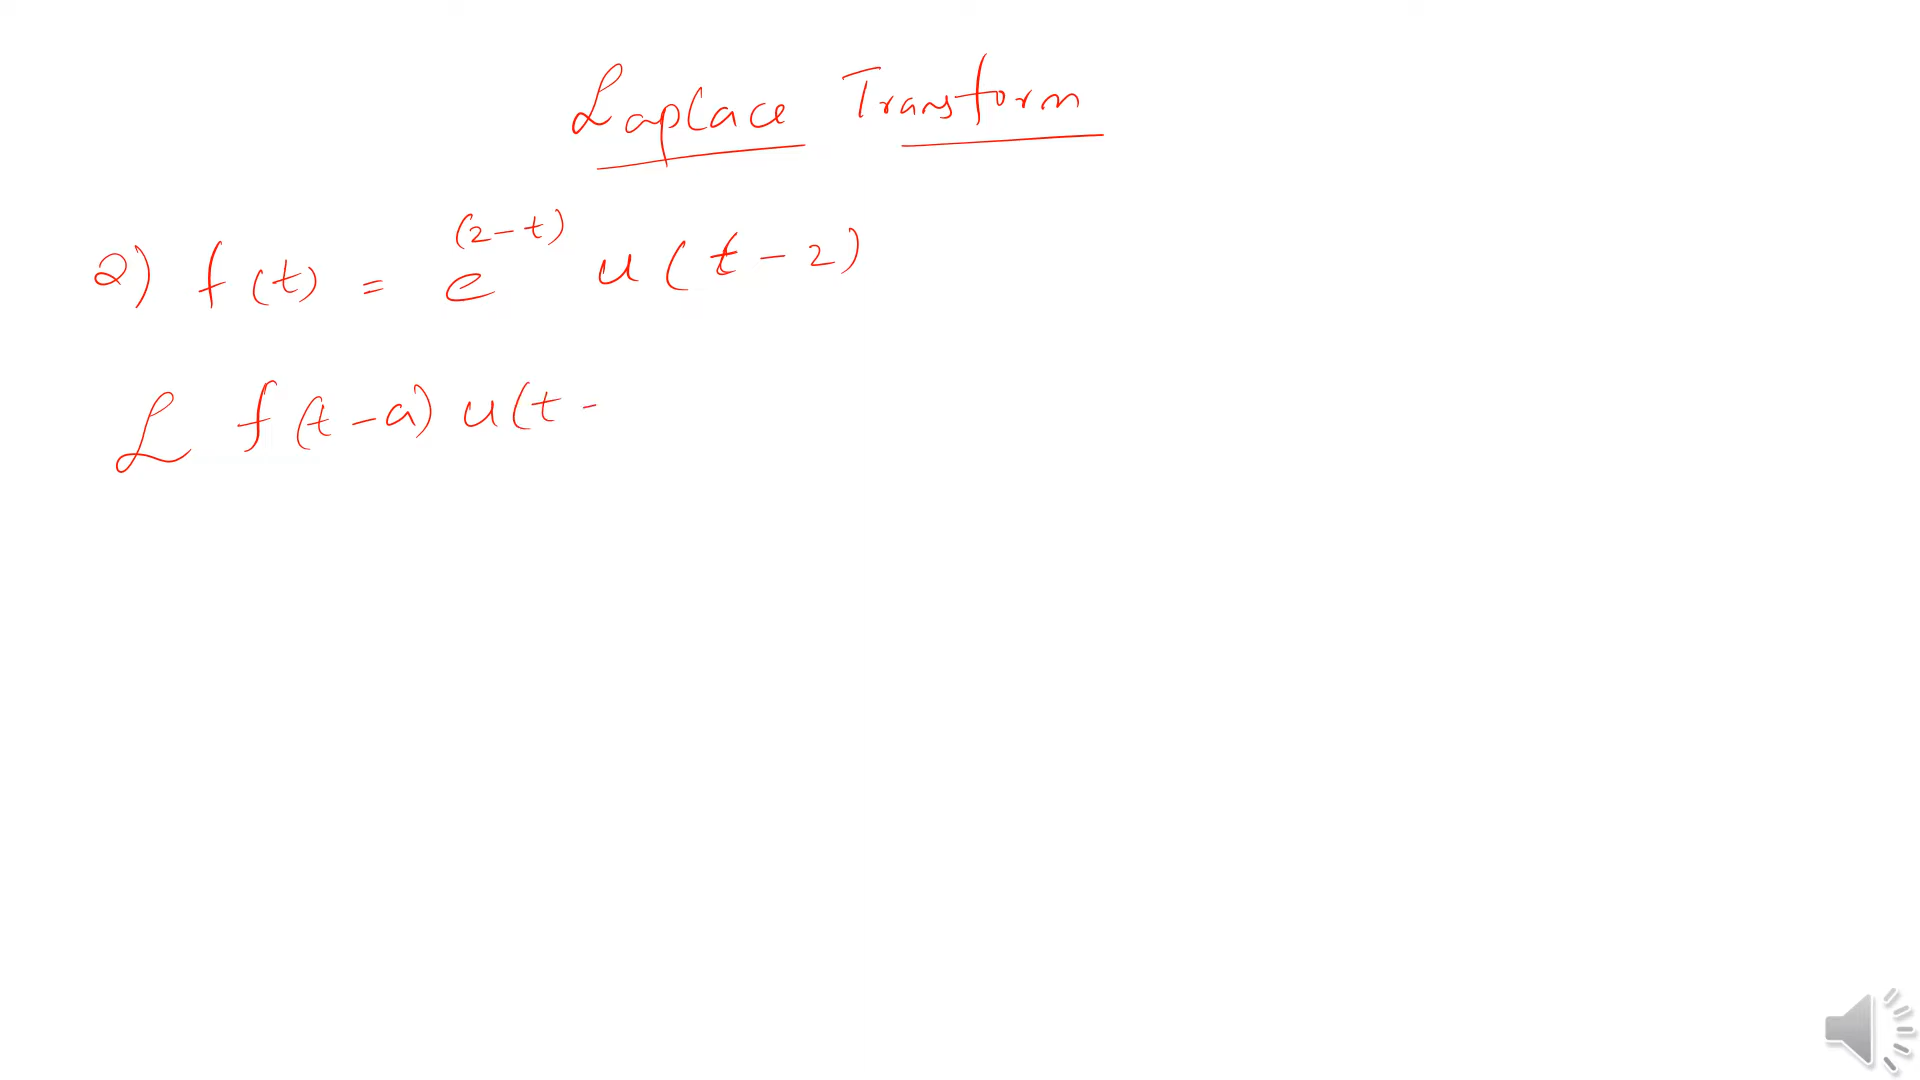 Laplace Transform
2) f(t) = e^(2-t) u(t-2)
ℒ f(t-a) u(t-